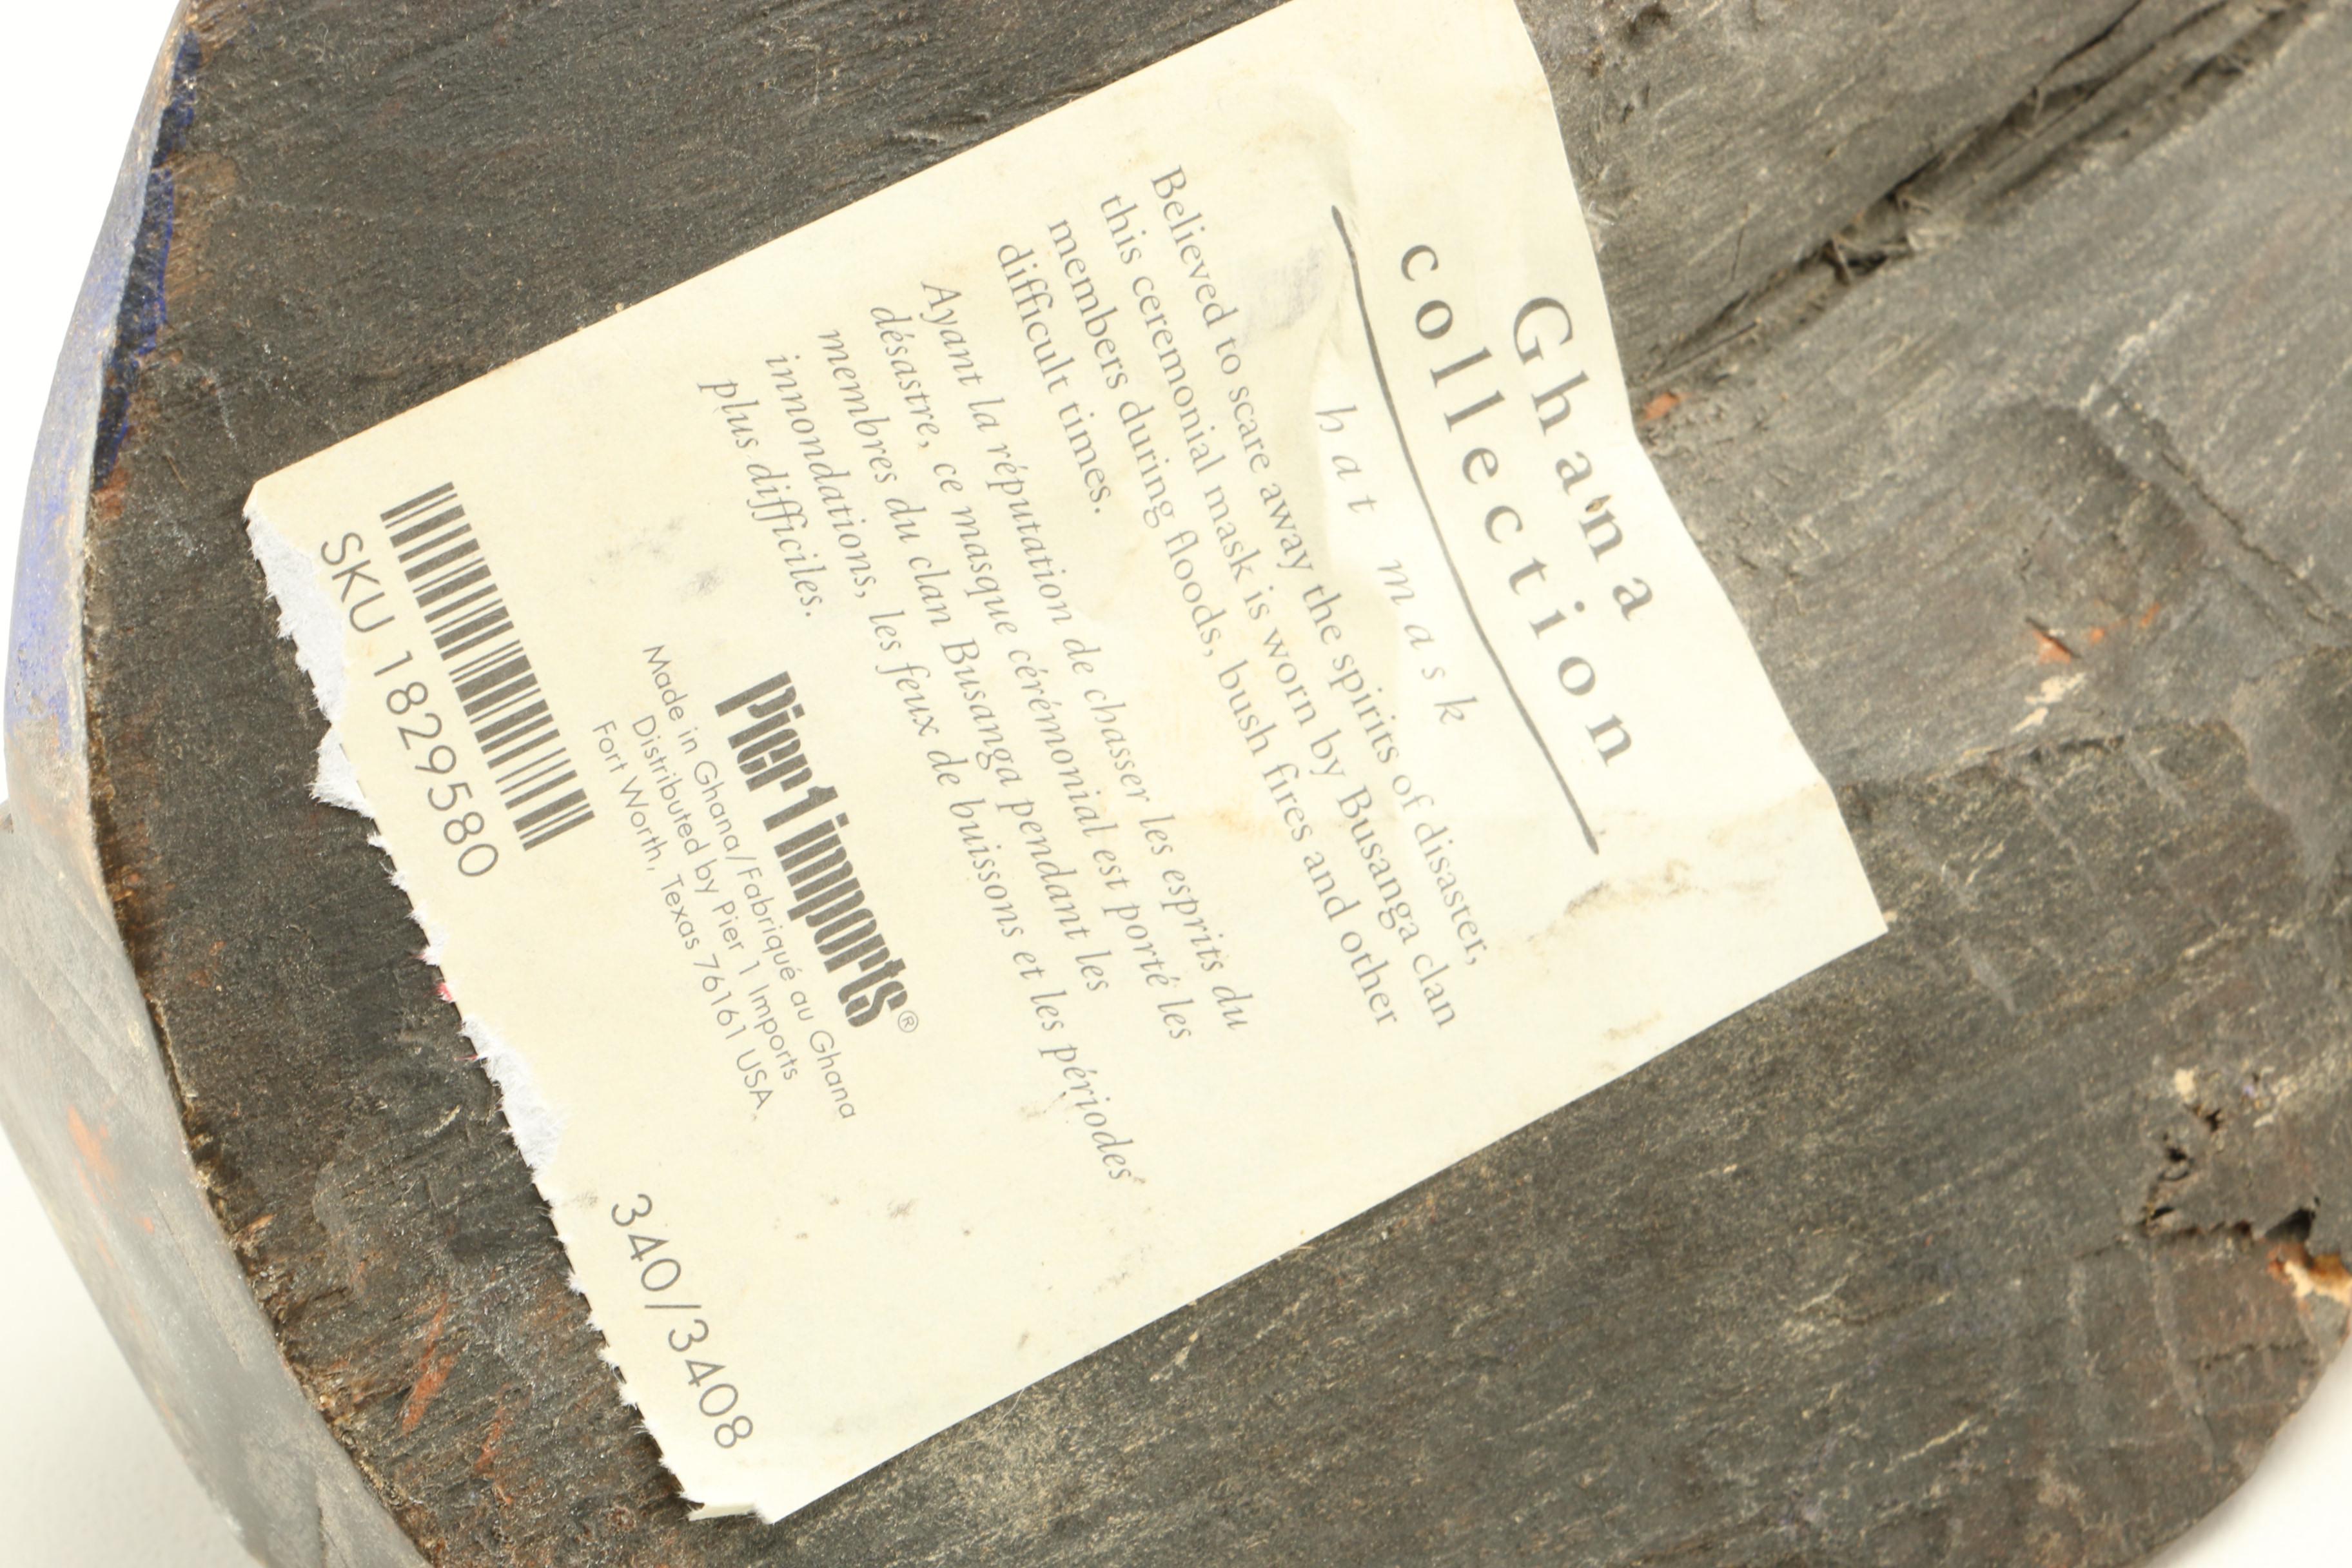 Ghana
collection
hat mask
Believed to scare away the spirits of disaster,
this ceremonial mask is worn by Busanga clan
members during floods, bush fires and other
difficult times.
Ayant la réputation de chasser les esprits du
désastre, ce masque cérémonial est porté les
membres du clan Busanga pendant les
innondations, les feux de buissons et les périodes
plus difficiles.
Pier 1 imports®
Made in Ghana/Fabriqué au Ghana
Distributed by Pier 1 Imports
Fort Worth, Texas 76161 USA
SKU 1829580
340/3408